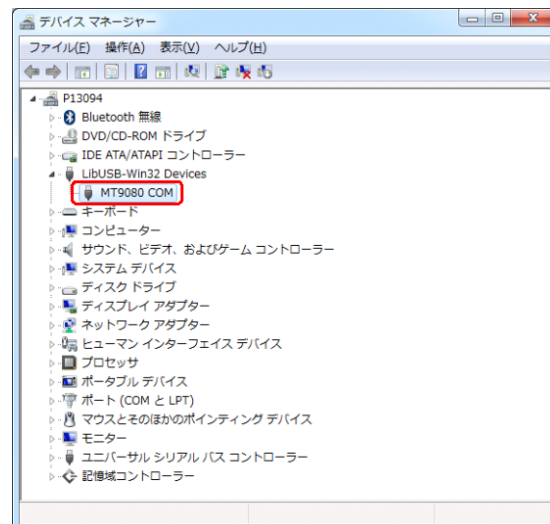 デバイス マネージャー
ファイル(F) 操作(A) 表示(V) ヘルプ(H)
P13094
Bluetooth 無線
DVD/CD-ROM ドライブ
IDE ATA/ATAPI コントローラー
LibUSB-Win32 Devices
MT9080 COM
キーボード
コンピューター
サウンド、ビデオ、およびゲーム コントローラー
システム デバイス
ディスク ドライブ
ディスプレイ アダプター
ネットワーク アダプター
ヒューマン インターフェイス デバイス
プロセッサ
ポータブル デバイス
ポート (COM と LPT)
マウスとそのほかのポインティング デバイス
モニター
ユニバーサル シリアル バス コントローラー
記憶域コントローラー